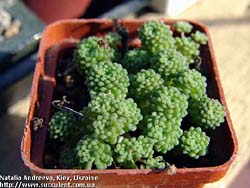 Natalia Andreeva, Kiev, Ukraine
http://www.succulent.com.ua